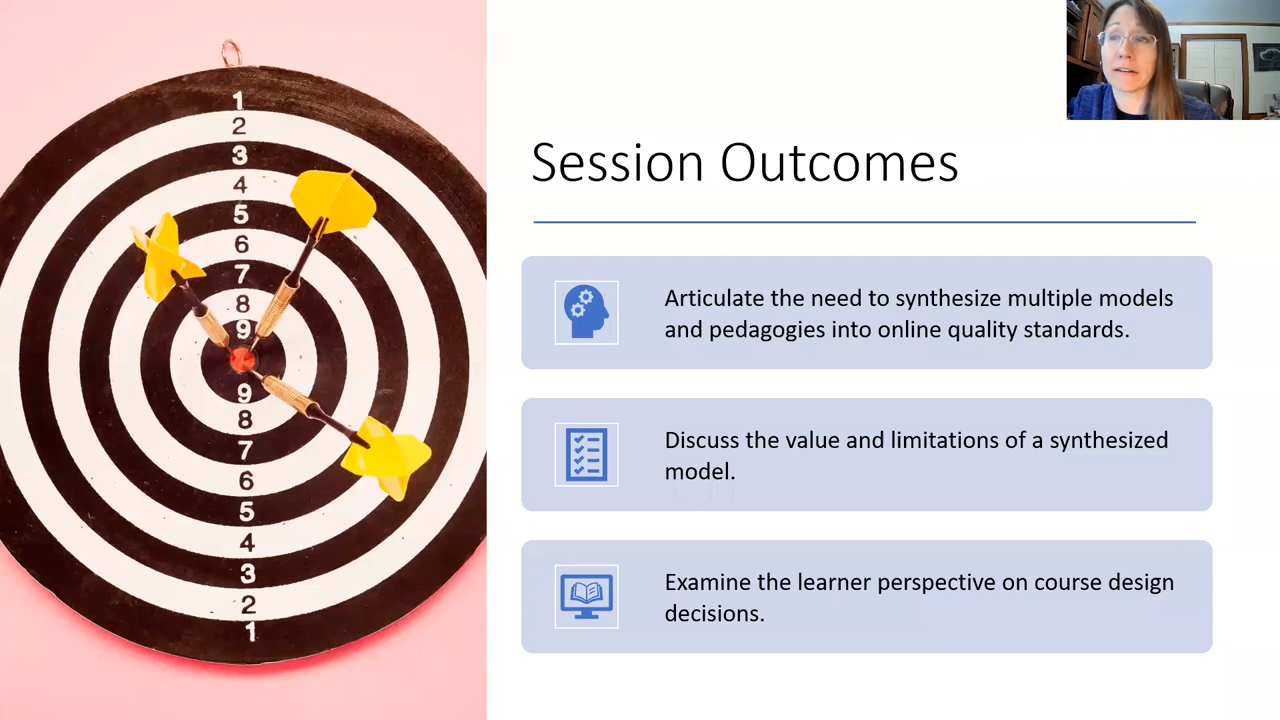 1
2
3
4
5
6
7
8
9
9
8
7
6
5
4
3
2
1
Session Outcomes
Articulate the need to synthesize multiple models
and pedagogies into online quality standards.
Discuss the value and limitations of a synthesized
model.
Examine the learner perspective on course design
decisions.